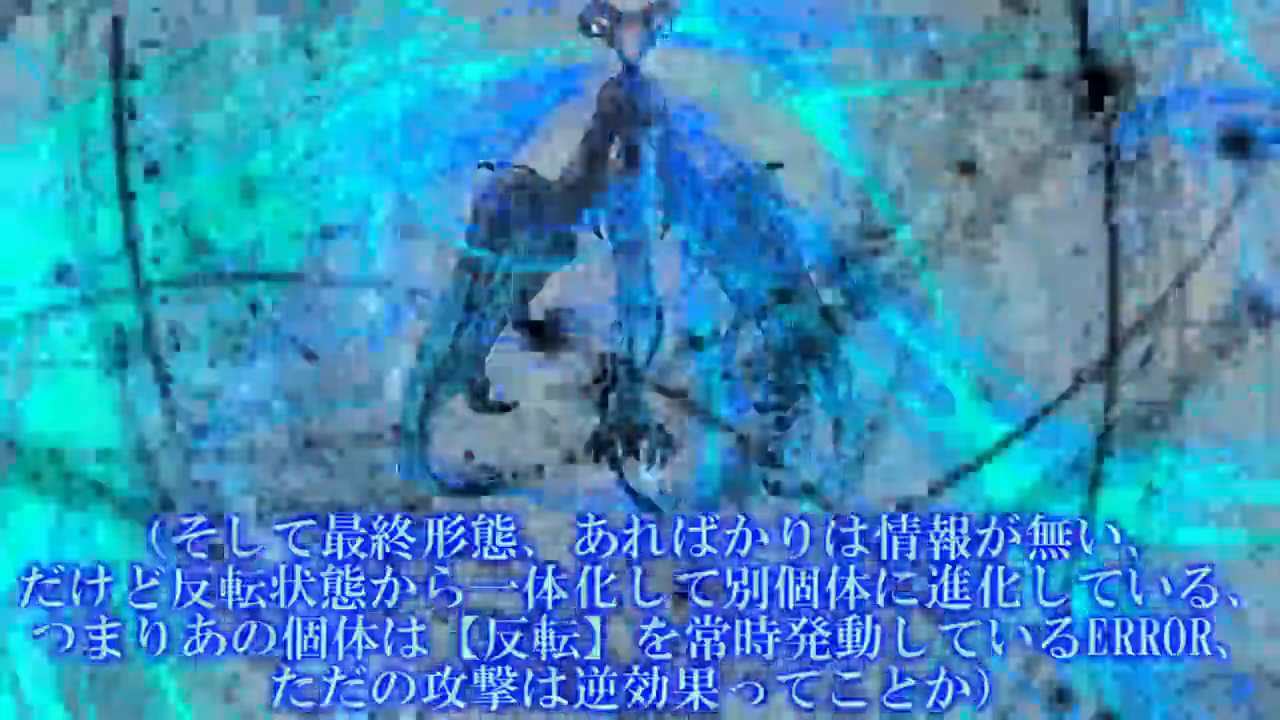 （そして最終形態、あればかりは情報が無い、
だけど反転状態から一体化して別個体に進化している、
つまりあの個体は【反転】を常時発動しているERROR、
ただの攻撃は逆効果ってことか）